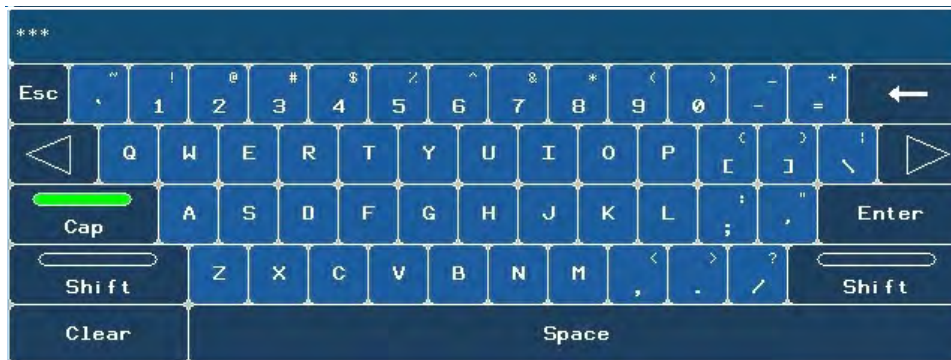 ***
Esc ~ ` ! 1 @ 2 # 3 $ 4 % 5 ^ 6 & 7 * 8 ( 9 ) 0 _ - + = ←
Q W E R T Y U I O P { [ } ] | \
Cap A S D F G H J K L : ; " ' Enter
Shift Z X C V B N M < , > . ? / Shift
Clear Space